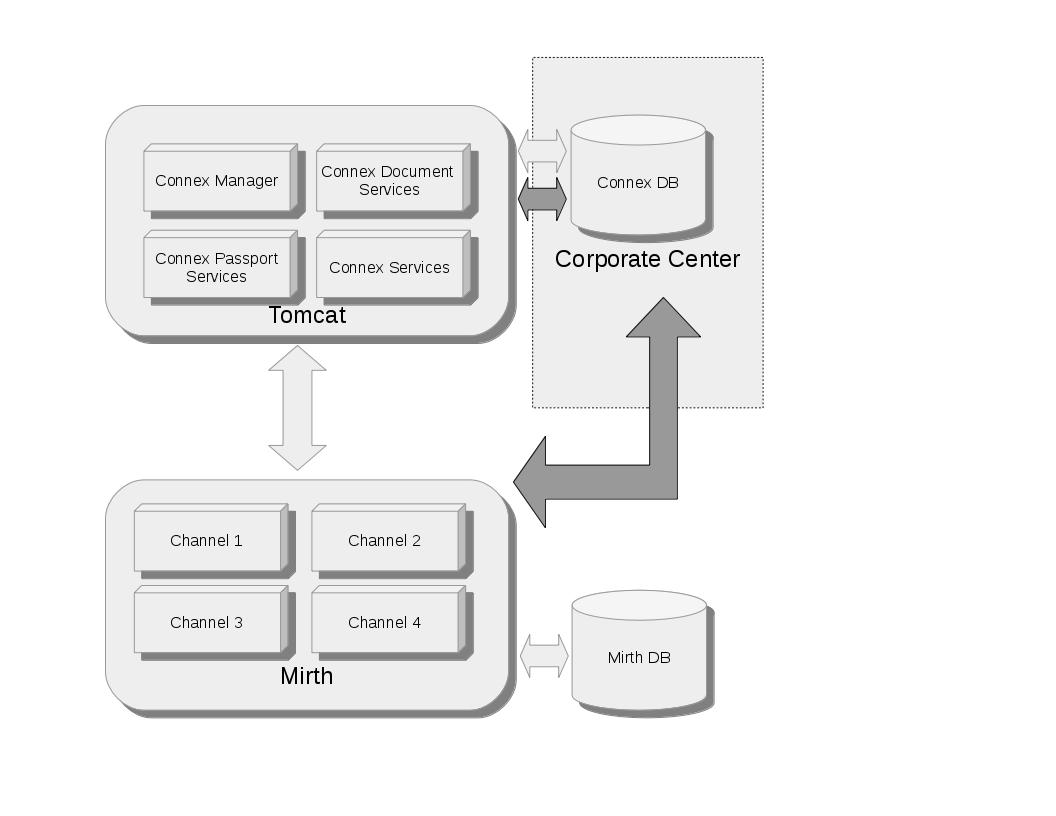 Connex Manager
Connex Document
Services
Connex Passport
Services
Connex Services
Tomcat
Connex DB
Corporate Center
Channel 1
Channel 2
Channel 3
Channel 4
Mirth
Mirth DB